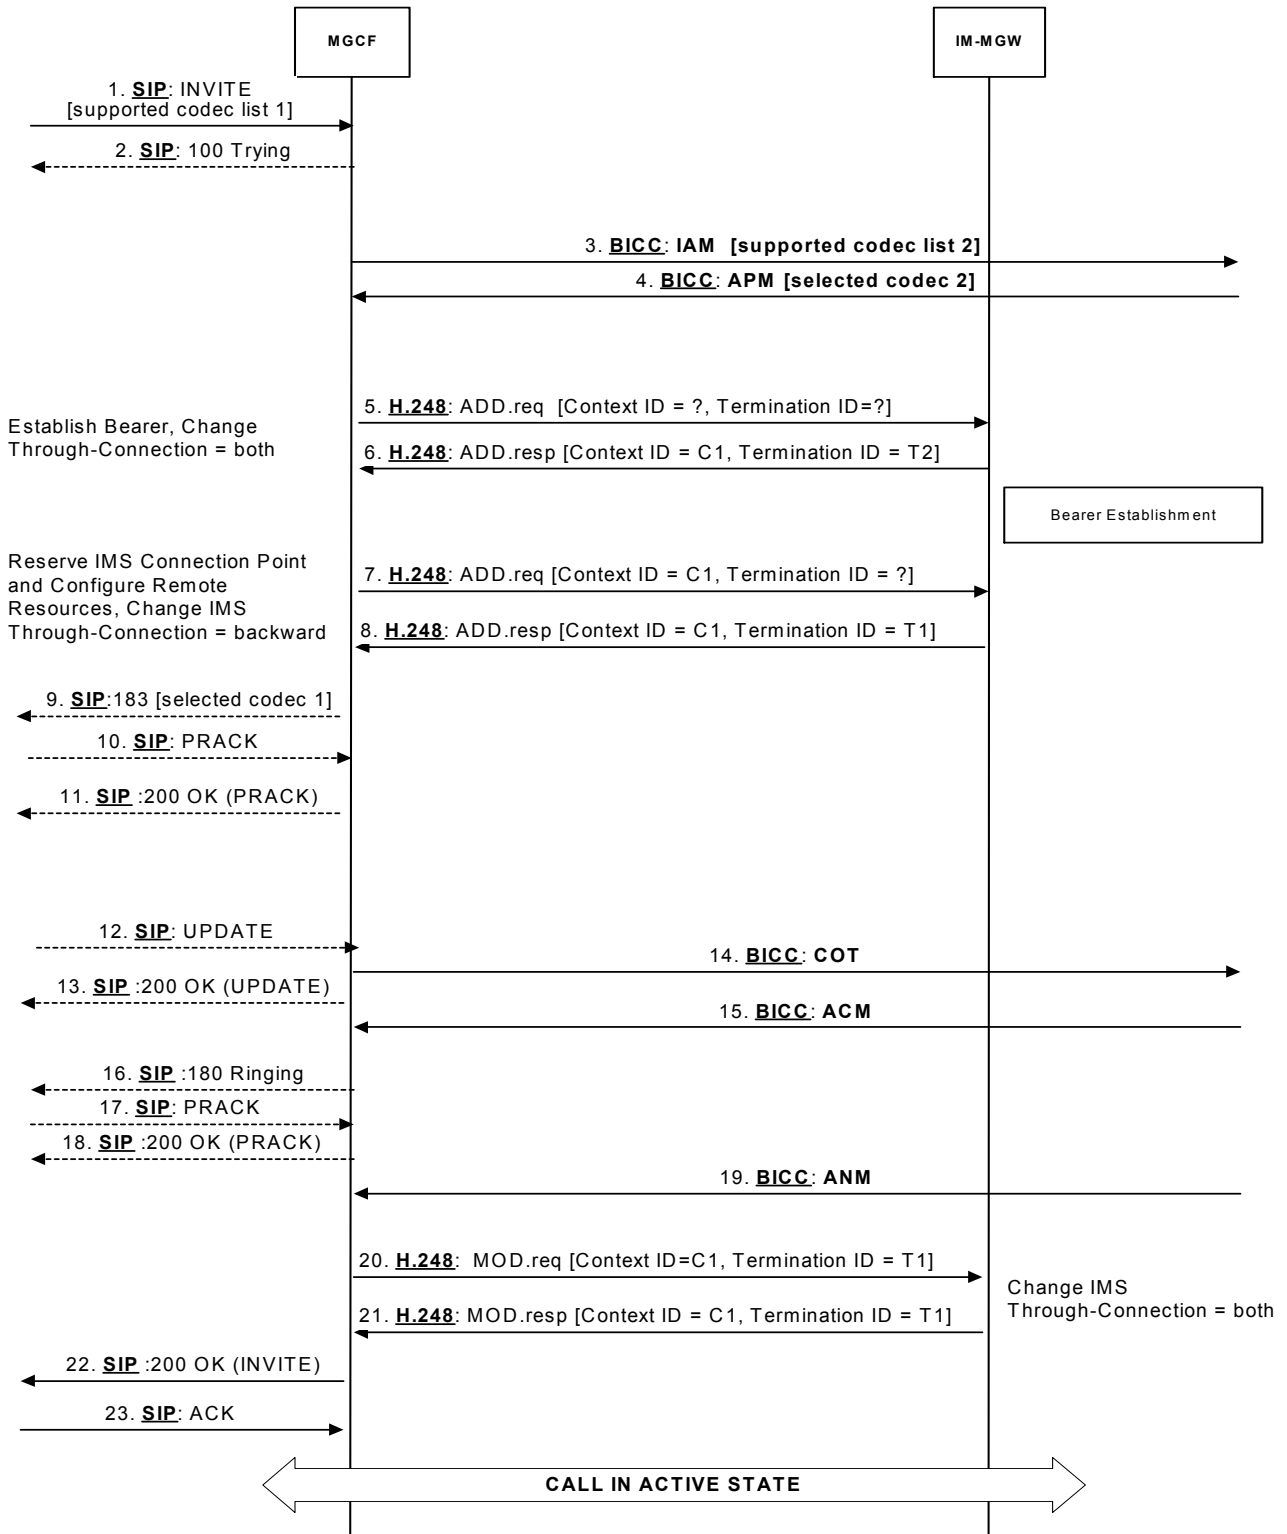 MGCF
IM-MGW
1. SIP: INVITE
[supported codec list 1]
2. SIP: 100 Trying
3. BICC: IAM [supported codec list 2]
4. BICC: APM [selected codec 2]
5. H.248: ADD.req [Context ID = ?, Termination ID=?]
Establish Bearer, Change
Through-Connection = both
6. H.248: ADD.resp [Context ID = C1, Termination ID = T2]
Bearer Establishment
Reserve IMS Connection Point
and Configure Remote
Resources, Change IMS
Through-Connection = backward
7. H.248: ADD.req [Context ID = C1, Termination ID = ?]
8. H.248: ADD.resp [Context ID = C1, Termination ID = T1]
9. SIP:183 [selected codec 1]
10. SIP: PRACK
11. SIP :200 OK (PRACK)
12. SIP: UPDATE
14. BICC: COT
13. SIP :200 OK (UPDATE)
15. BICC: ACM
16. SIP :180 Ringing
17. SIP: PRACK
18. SIP :200 OK (PRACK)
19. BICC: ANM
20. H.248: MOD.req [Context ID=C1, Termination ID = T1]
Change IMS
Through-Connection = both
21. H.248: MOD.resp [Context ID = C1, Termination ID = T1]
22. SIP :200 OK (INVITE)
23. SIP: ACK
CALL IN ACTIVE STATE